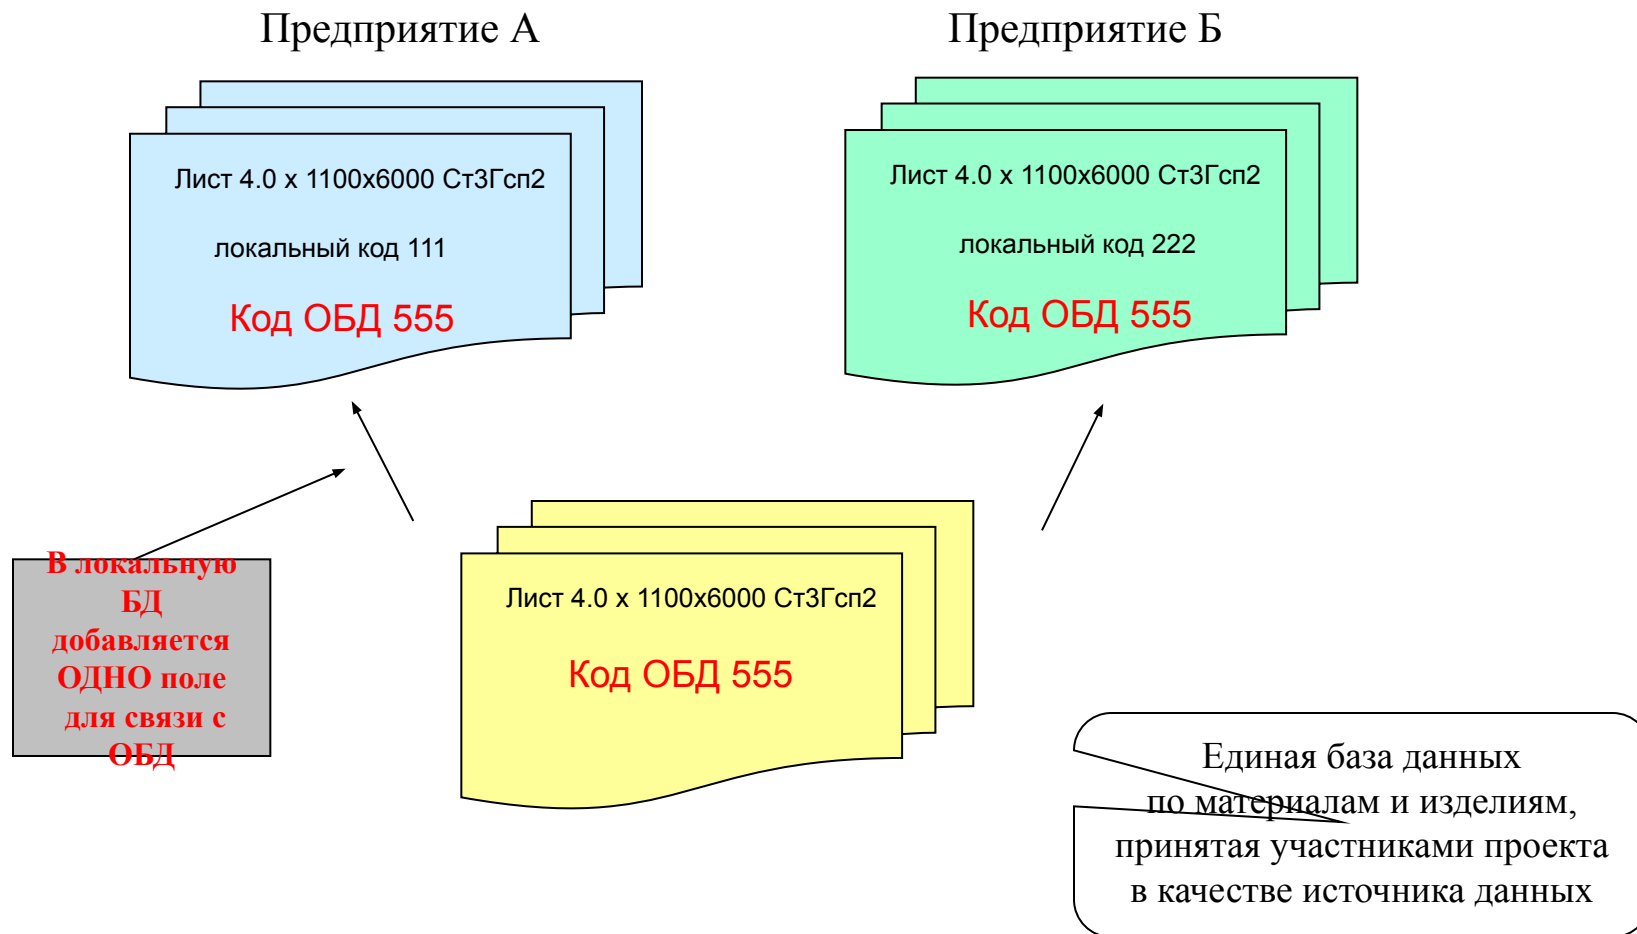 Предприятие А
Предприятие Б
Лист 4.0 х 1100х6000 Ст3Гсп2
локальный код 111
Код ОБД 555
Лист 4.0 х 1100х6000 Ст3Гсп2
локальный код 222
Код ОБД 555
В локальную
БД
добавляется
ОДНО поле
для связи с
ОБД
Лист 4.0 х 1100х6000 Ст3Гсп2
Код ОБД 555
Единая база данных
по материалам и изделиям,
принятая участниками проекта
в качестве источника данных